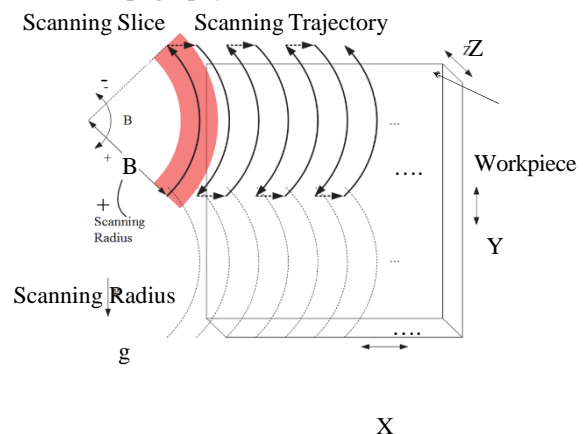 Scanning Slice Scanning Trajectory
Z
-
B
...
+
B
....
Workpiece
+
Scanning
Radius
Y
...
Scanning Radius
g
....
X